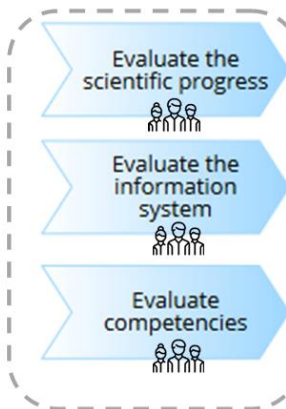 Evaluate the
scientific progress
Evaluate the
information
system
Evaluate
competencies